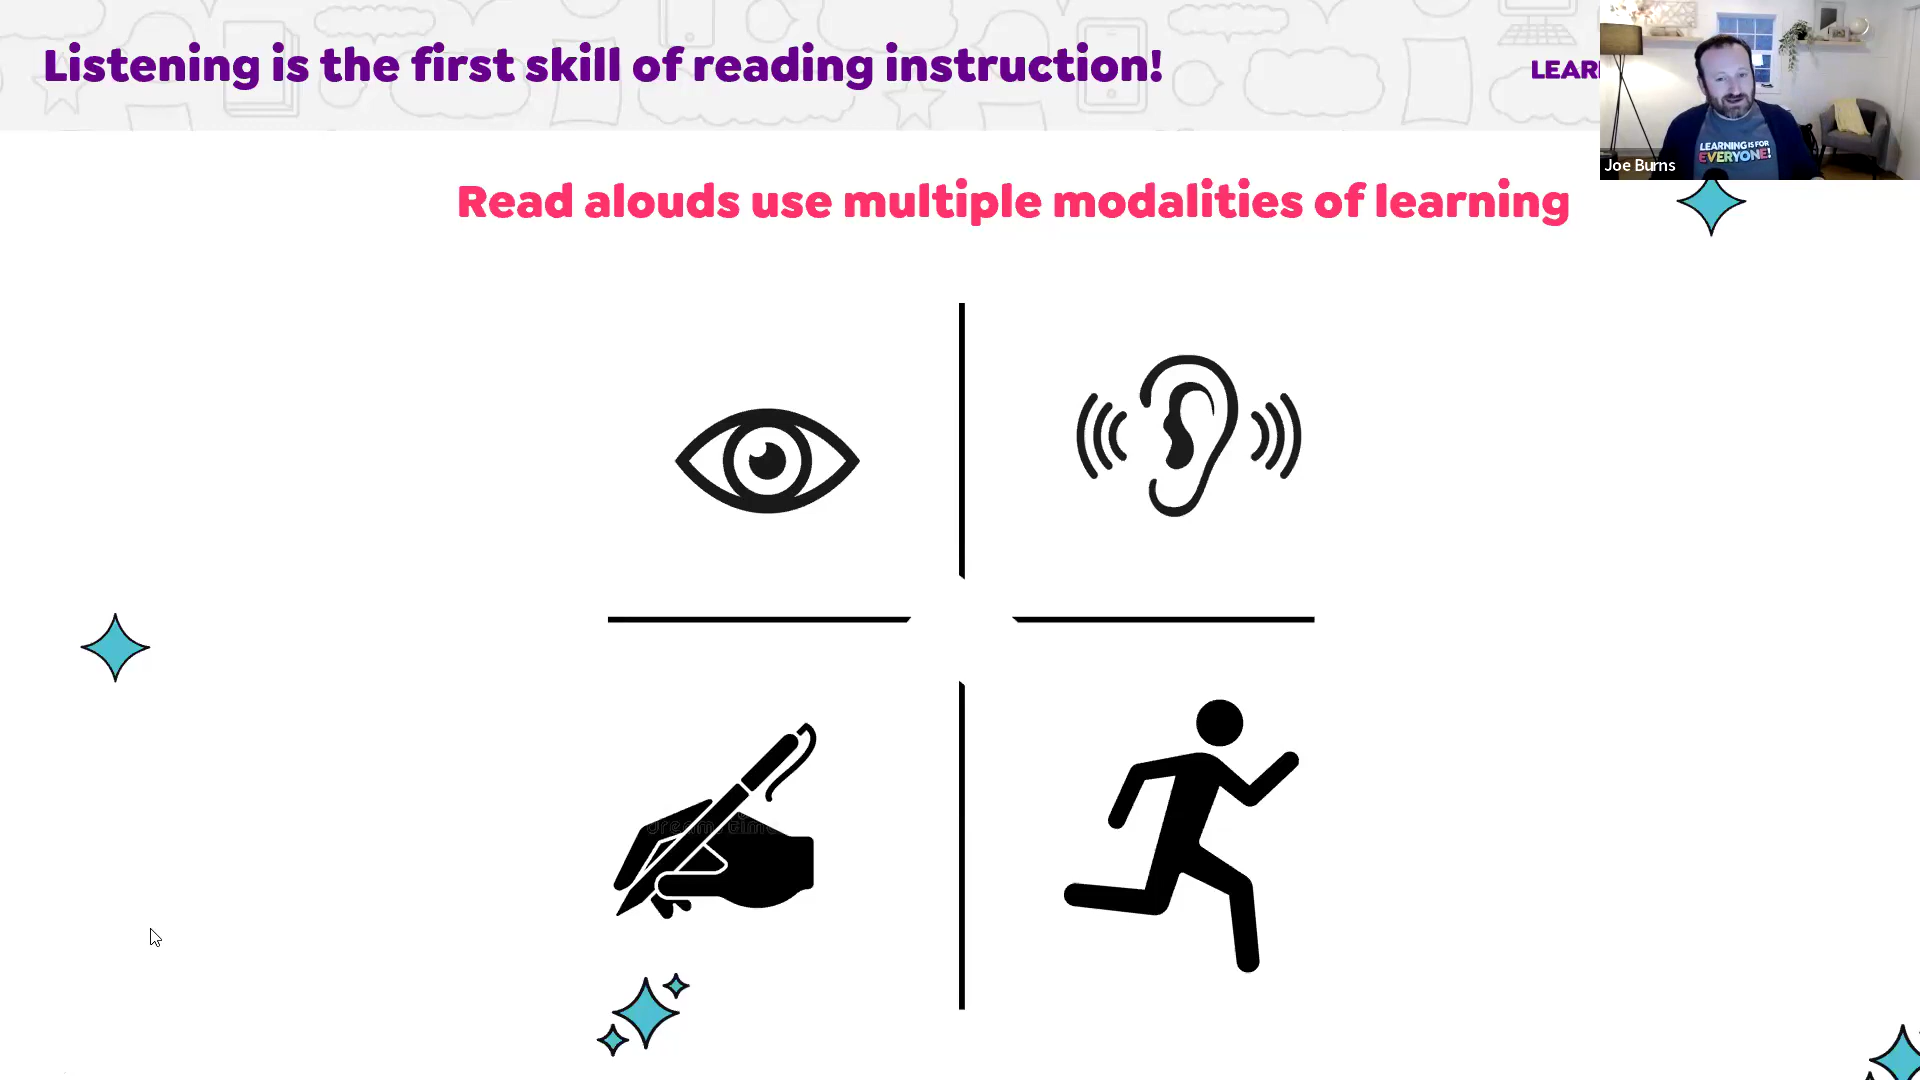 Listening is the first skill of reading instruction!
LEAR
Joe Burns
LEARNING IS FOR
EVERYONE!
Read alouds use multiple modalities of learning
dreamstime